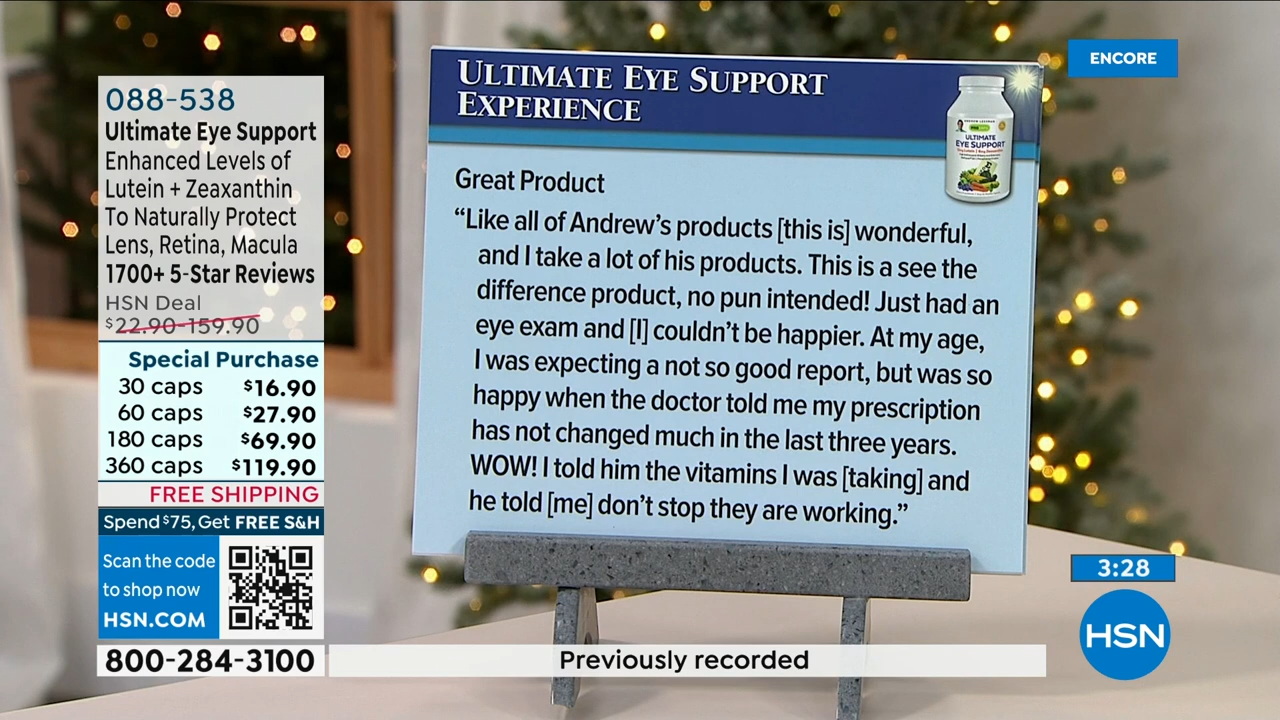 088-538
Ultimate Eye Support
Enhanced Levels of
Lutein + Zeaxanthin
To Naturally Protect
Lens, Retina, Macula
1700+ 5-Star Reviews
HSN Deal
$22.90-159.90
Special Purchase
30 caps $16.90
60 caps $27.90
180 caps $69.90
360 caps $119.90
FREE SHIPPING
Spend $75, Get FREE S&H
Scan the code
to shop now
HSN.COM
800-284-3100
ULTIMATE EYE SUPPORT
EXPERIENCE
ULTIMATE
EYE SUPPORT
Great Product
“Like all of Andrew’s products [this is] wonderful,
and I take a lot of his products. This is a see the
difference product, no pun intended! Just had an
eye exam and [I] couldn’t be happier. At my age,
I was expecting a not so good report, but was so
happy when the doctor told me my prescription
has not changed much in the last three years.
WOW! I told him the vitamins I was [taking] and
he told [me] don’t stop they are working.”
ENCORE
3:28
HSN
Previously recorded